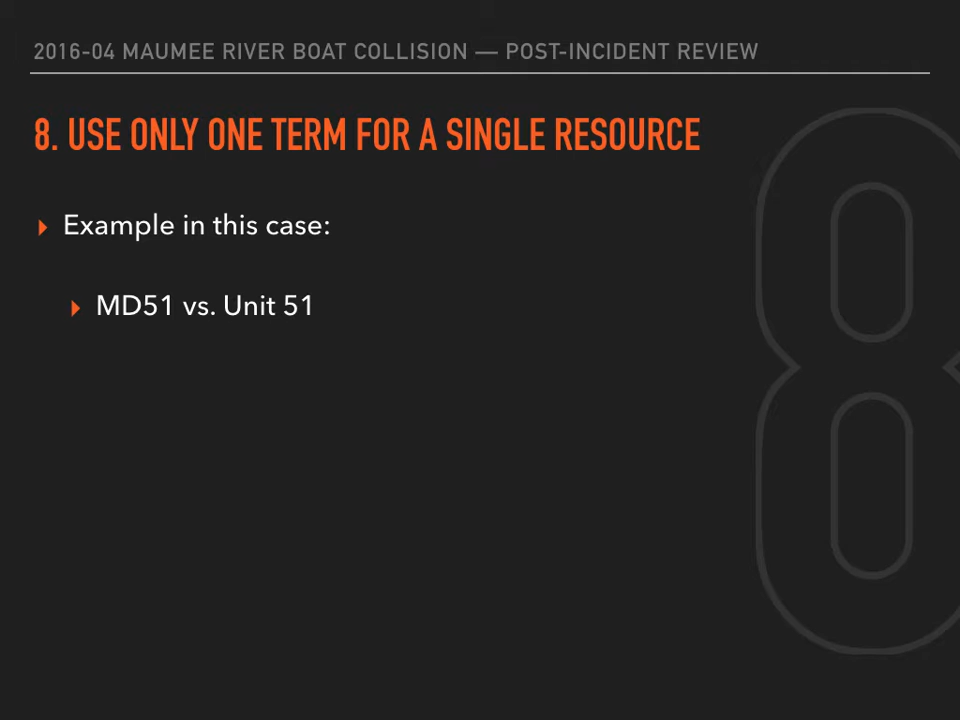 2016-04 MAUMEE RIVER BOAT COLLISION — POST-INCIDENT REVIEW
8. USE ONLY ONE TERM FOR A SINGLE RESOURCE
Example in this case:
MD51 vs. Unit 51
8